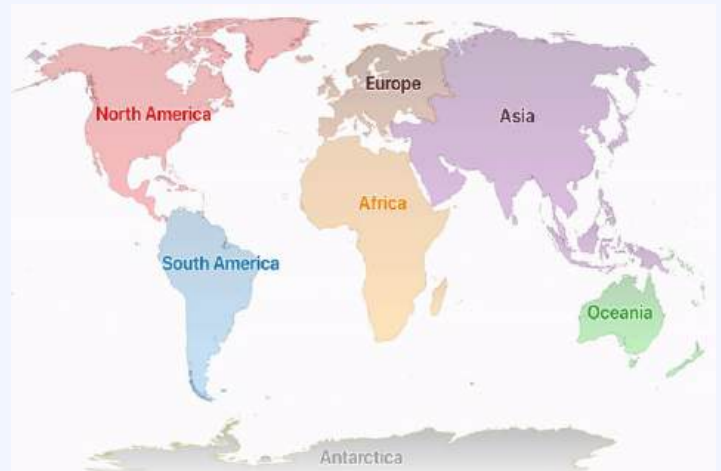 Europe
North America
Asia
Africa
South America
Oceania
Antarctica